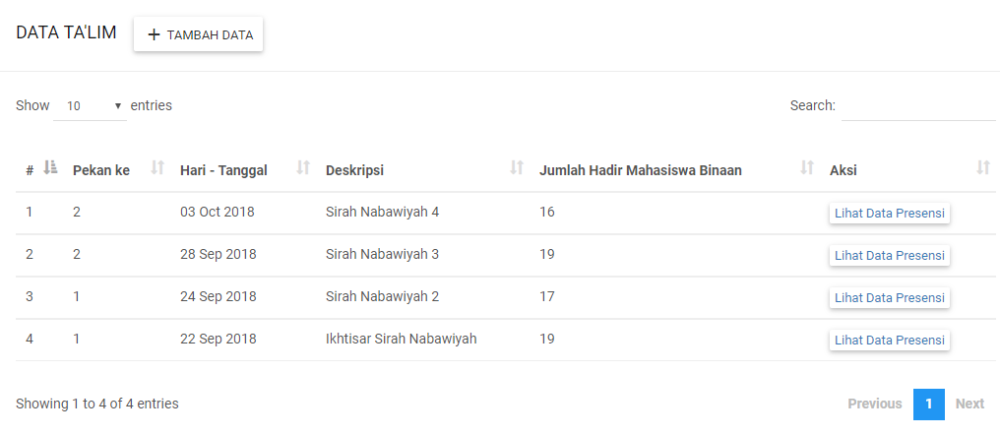 DATA TA'LIM + TAMBAH DATA
Show 10 entries Search:
# Pekan ke Hari - Tanggal Deskripsi Jumlah Hadir Mahasiswa Binaan Aksi
1 2 03 Oct 2018 Sirah Nabawiyah 4 16 Lihat Data Presensi
2 2 28 Sep 2018 Sirah Nabawiyah 3 19 Lihat Data Presensi
3 1 24 Sep 2018 Sirah Nabawiyah 2 17 Lihat Data Presensi
4 1 22 Sep 2018 Ikhtisar Sirah Nabawiyah 19 Lihat Data Presensi
Showing 1 to 4 of 4 entries Previous 1 Next